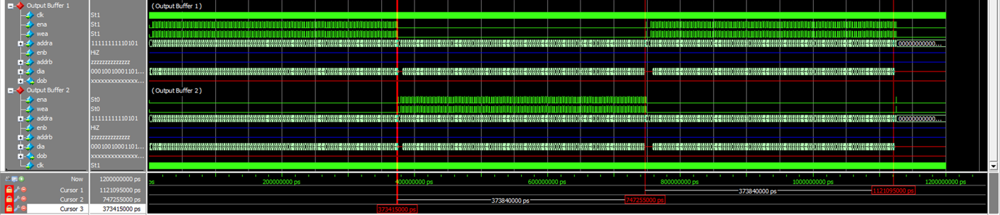 Output Buffer 1 ( Output Buffer 1 )
clk St1
ena St1
wea St1
addra 11111111110101 00000000000...
enb HiZ
addrb zzzzzzzzzzzzzz
dia 00010010001101...
dob xxxxxxxxxxxxxx...
Output Buffer 2 ( Output Buffer 2 )
ena St0
wea St0
addra 11111111110101 00000000000...
enb HiZ
addrb zzzzzzzzzzzzzz
dia 00010010001101...
dob xxxxxxxxxxxxxx...
clk St1
Now 1200000000 ps 200000000 ps 400000000 ps 600000000 ps 800000000 ps 1000000000 ps 1200000000 ps
Cursor 1 1121095000 ps 373840000 ps 1121095000 ps
Cursor 2 747255000 ps 373840000 ps 747255000 ps
Cursor 3 373415000 ps 373415000 ps